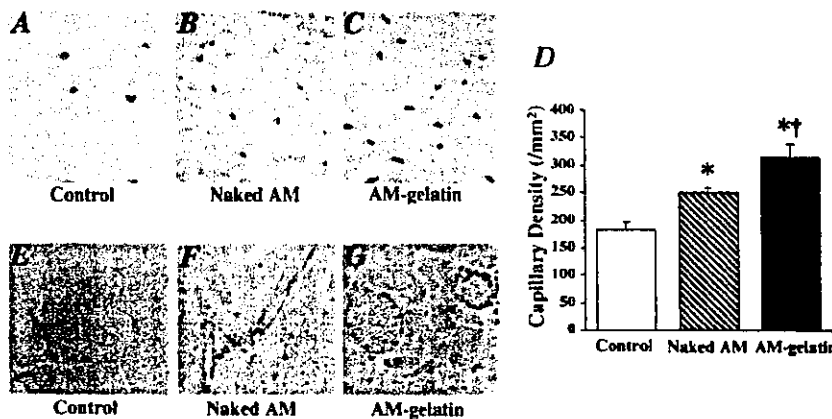 A
B
C
Control
Naked AM
AM-gelatin
D
Capillary Density (/mm²)
400
350
300
250
200
150
100
50
0
*
*†
Control
Naked AM
AM-gelatin
E
F
G
Control
Naked AM
AM-gelatin